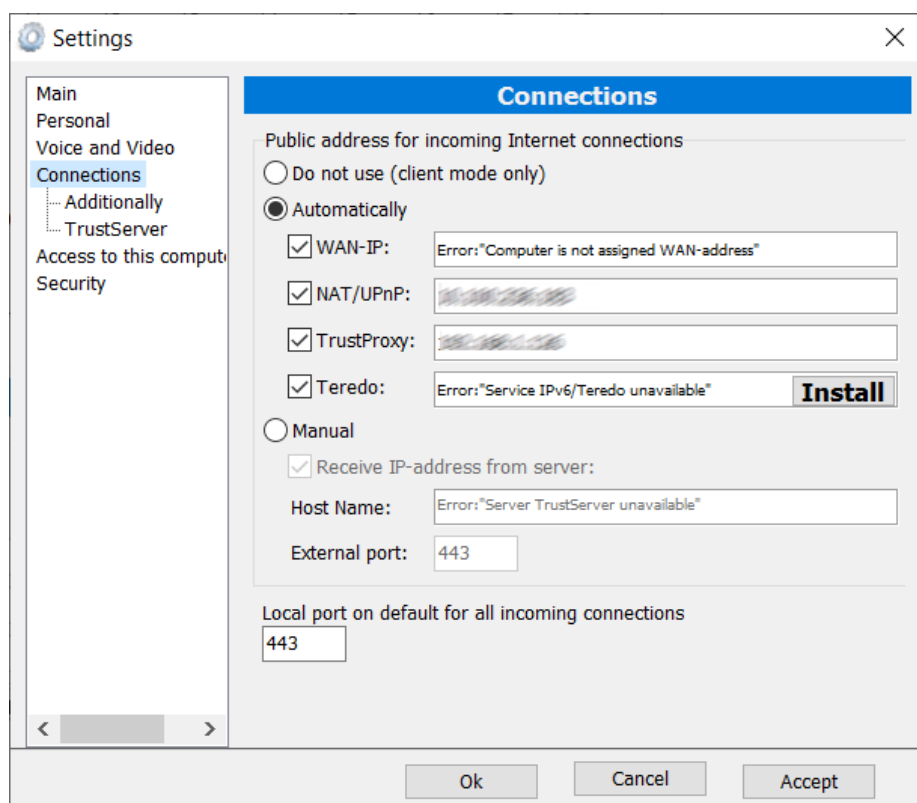 Settings
Main
Personal
Voice and Video
Connections
Additionally
TrustServer
Access to this compute
Security
Connections
Public address for incoming Internet connections
Do not use (client mode only)
Automatically
WAN-IP: Error:"Computer is not assigned WAN-address"
NAT/UPnP:
TrustProxy:
Teredo: Error:"Service IPv6/Teredo unavailable" Install
Manual
Receive IP-address from server:
Host Name: Error:"Server TrustServer unavailable"
External port: 443
Local port on default for all incoming connections
443
Ok Cancel Accept